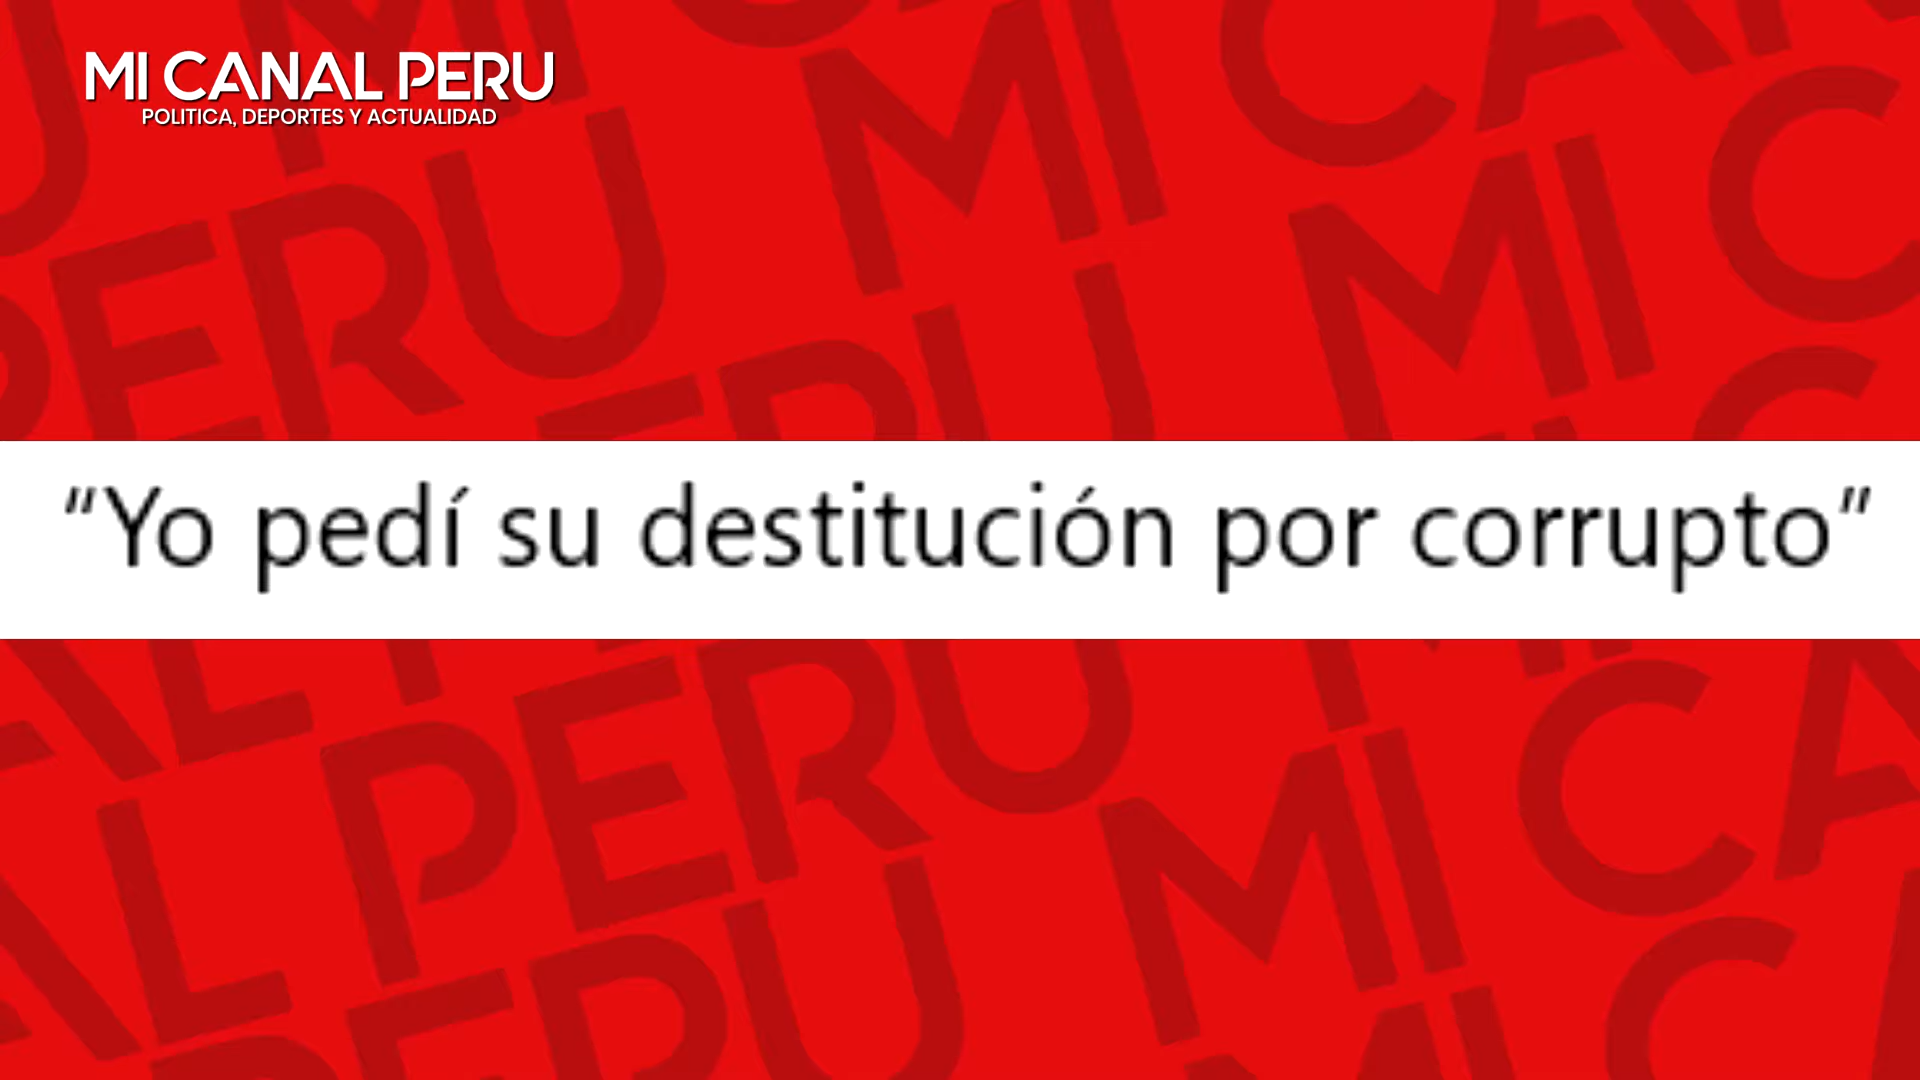 MI CANAL PERU
POLITICA, DEPORTES Y ACTUALIDAD
“Yo pedí su destitución por corrupto”